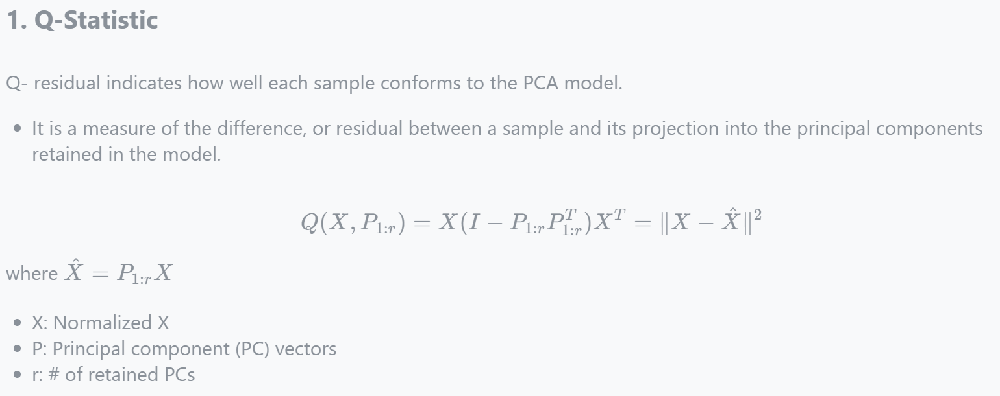 1. Q-Statistic
Q- residual indicates how well each sample conforms to the PCA model.
• It is a measure of the difference, or residual between a sample and its projection into the principal components
retained in the model.
Q(X, P_{1:r}) = X(I − P_{1:r}P_{1:r}^T)X^T = ‖X − X̂‖²
where X̂ = P_{1:r}X
• X: Normalized X
• P: Principal component (PC) vectors
• r: # of retained PCs